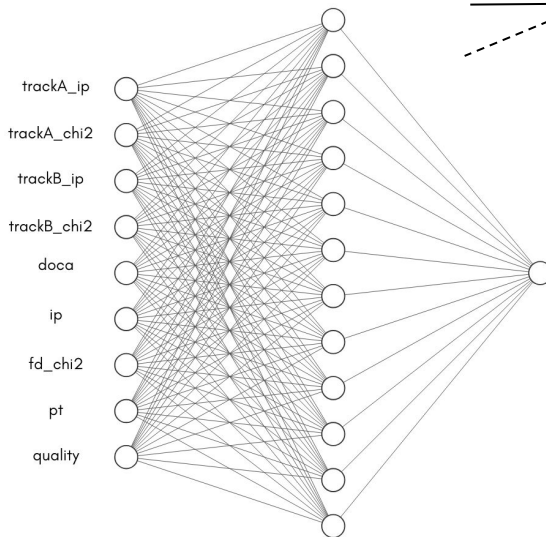 trackA_ip
trackA_chi2
trackB_ip
trackB_chi2
doca
ip
fd_chi2
pt
quality